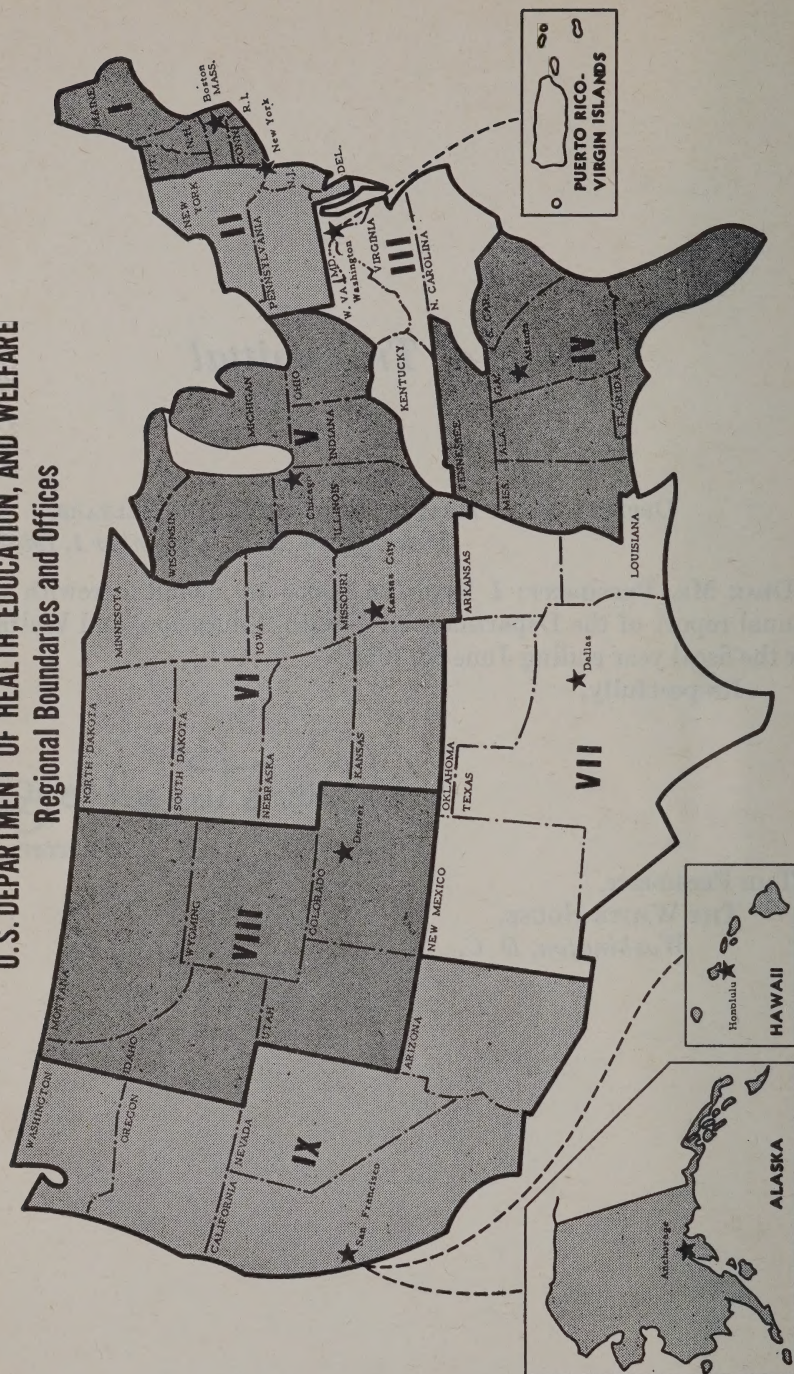 U.S. DEPARTMENT OF HEALTH, EDUCATION, AND WELFARE
Regional Boundaries and Offices
WASHINGTON
OREGON
CALIFORNIA
NEVADA
IX
San Francisco
ARIZONA
MONTANA
IDAHO
WYOMING
VIII
UTAH
COLORADO
Denver
NORTH DAKOTA
SOUTH DAKOTA
NEBRASKA
KANSAS
VI
MINNESOTA
IOWA
MISSOURI
Kansas City
NEW MEXICO
OKLAHOMA
TEXAS
ARKANSAS
LOUISIANA
Dallas
VII
WISCONSIN
MICHIGAN
Chicago
ILLINOIS
INDIANA
OHIO
V
TENNESSEE
MISS.
ALA.
GA.
S. CAR.
Atlanta
IV
FLORIDA
KENTUCKY
W. VA.
MD.
Washington
VIRGINIA
III
N. CAROLINA
DEL.
NEW YORK
II
PENNSYLVANIA
N.J.
New York
MAINE
I
VT.
N.H.
Boston
MASS.
CONN.
R.I.
ALASKA
Anchorage
HAWAII
Honolulu
PUERTO RICO-
VIRGIN ISLANDS